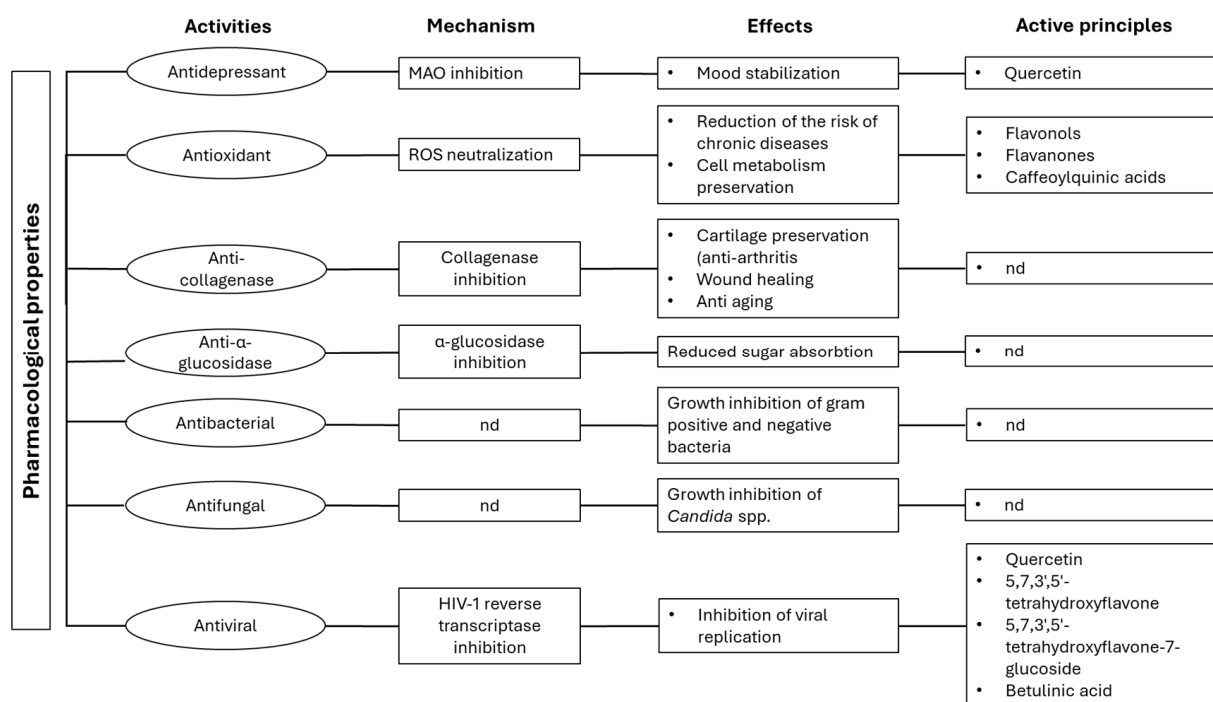 Activities
Mechanism
Effects
Active principles
Pharmacological properties
Antidepressant
MAO inhibition
• Mood stabilization
• Quercetin
Antioxidant
ROS neutralization
• Reduction of the risk of
chronic diseases
• Cell metabolism
preservation
• Flavonols
• Flavanones
• Caffeoylquinic acids
Anti-
collagenase
Collagenase
inhibition
• Cartilage preservation
(anti-arthritis
• Wound healing
• Anti aging
• nd
Anti-α-
glucosidase
α-glucosidase
inhibition
Reduced sugar absorbtion
• nd
Antibacterial
nd
Growth inhibition of gram
positive and negative
bacteria
• nd
Antifungal
nd
Growth inhibition of
Candida spp.
• nd
Antiviral
HIV-1 reverse
transcriptase
inhibition
• Inhibition of viral
replication
• Quercetin
• 5,7,3',5'-
tetrahydroxyflavone
• 5,7,3',5'-
tetrahydroxyflavone-7-
glucoside
• Betulinic acid